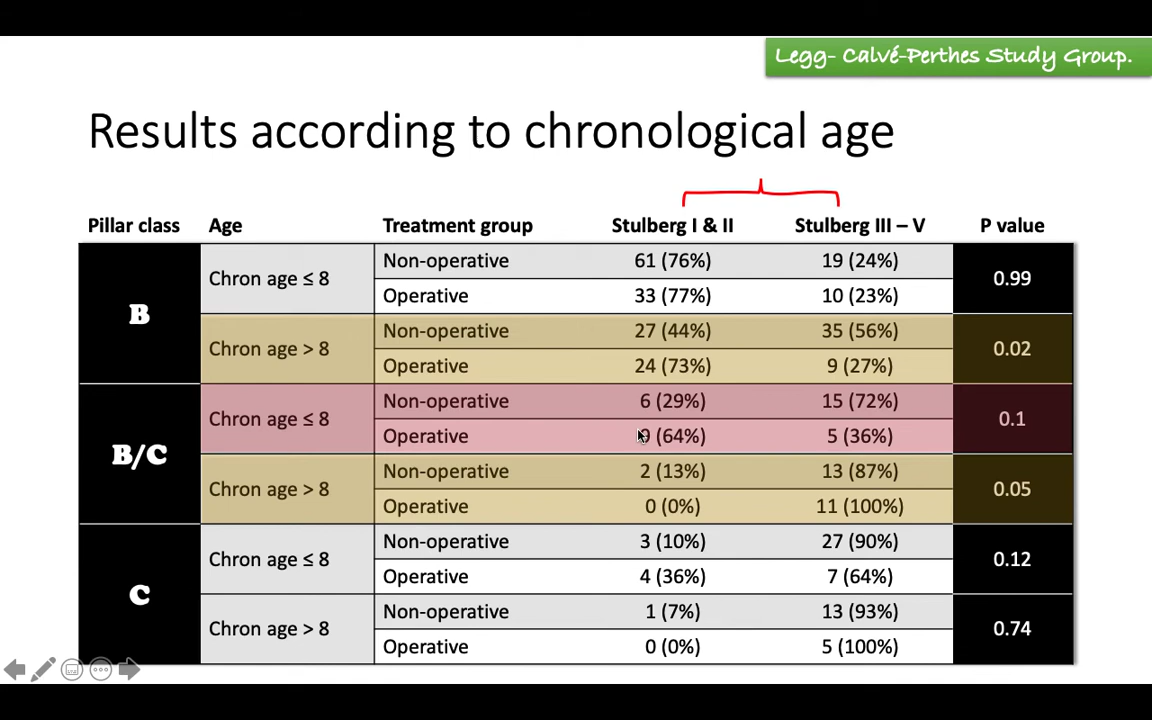 Legg- Calvé-Perthes Study Group.
Results according to chronological age
Pillar class Age Treatment group Stulberg I & II Stulberg III – V P value
B Chron age ≤ 8 Non-operative 61 (76%) 19 (24%) 0.99
Operative 33 (77%) 10 (23%)
Chron age > 8 Non-operative 27 (44%) 35 (56%) 0.02
Operative 24 (73%) 9 (27%)
B/C Chron age ≤ 8 Non-operative 6 (29%) 15 (72%) 0.1
Operative (64%) 5 (36%)
Chron age > 8 Non-operative 2 (13%) 13 (87%) 0.05
Operative 0 (0%) 11 (100%)
C Chron age ≤ 8 Non-operative 3 (10%) 27 (90%) 0.12
Operative 4 (36%) 7 (64%)
Chron age > 8 Non-operative 1 (7%) 13 (93%) 0.74
Operative 0 (0%) 5 (100%)